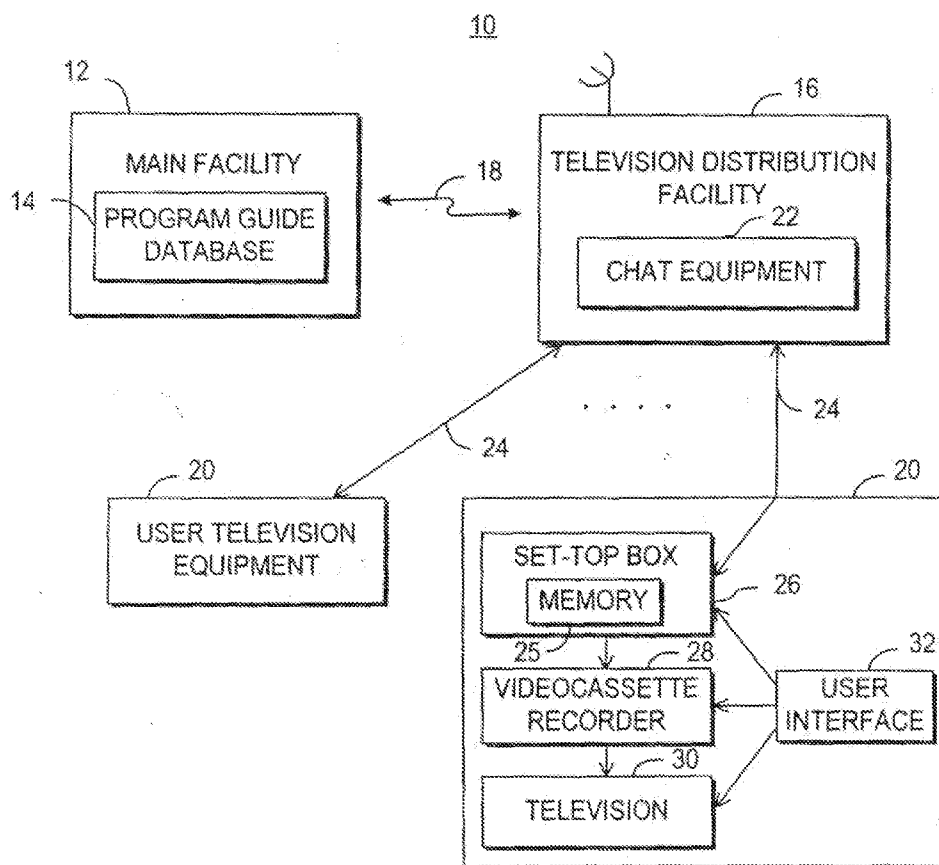 10
12
MAIN FACILITY
14
PROGRAM GUIDE
DATABASE
18
16
TELEVISION DISTRIBUTION
FACILITY
22
CHAT EQUIPMENT
24
24
20
USER TELEVISION
EQUIPMENT
20
SET-TOP BOX
MEMORY
25
26
28
VIDEOCASSETTE
RECORDER
32
USER
INTERFACE
30
TELEVISION